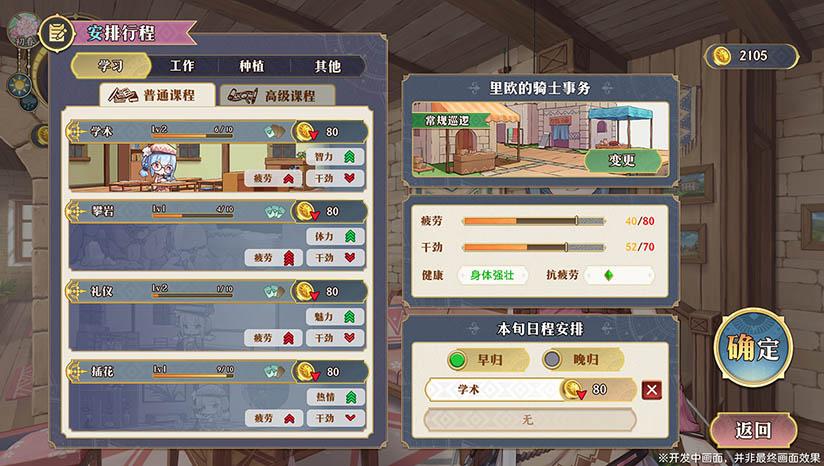 初春
安排行程
学习
工作
种植
其他
普通课程
高级课程
学术 Lv 2 6/10 80
智力
疲劳 干劲
攀岩 Lv1 4/10 80
体力
疲劳 干劲
礼仪 Lv 2 1/10 80
魅力
疲劳 干劲
插花 Lv1 9/10 80
热情
疲劳 干劲
2105
里欧的骑士事务
常规巡逻
变更
疲劳 40/80
干劲 52/70
健康 身体强壮 抗疲劳
本旬日程安排
早归 晚归
学术 80
无
确定
返回
※开发中画面，并非最终画面效果